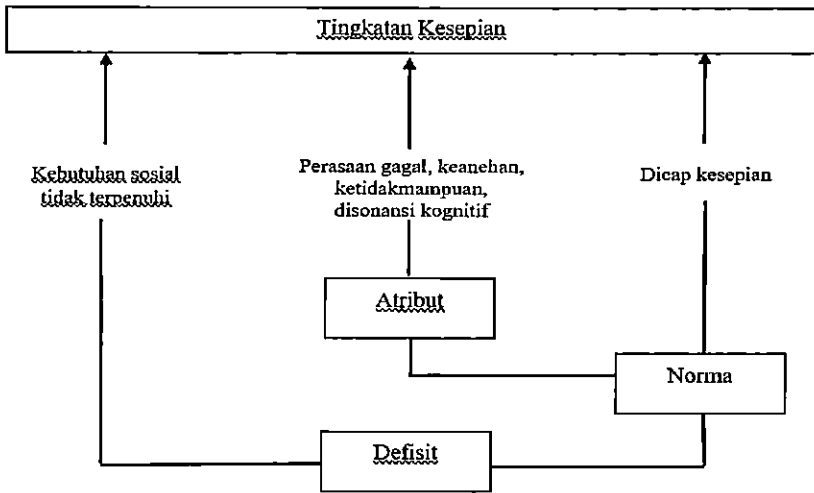 Tingkatan Kesepian
Kebutuhan sosial
tidak terpenuhi
Perasaan gagal, keanehan,
ketidakmampuan,
disonansi kognitif
Dicap kesepian
Atribut
Norma
Defisit